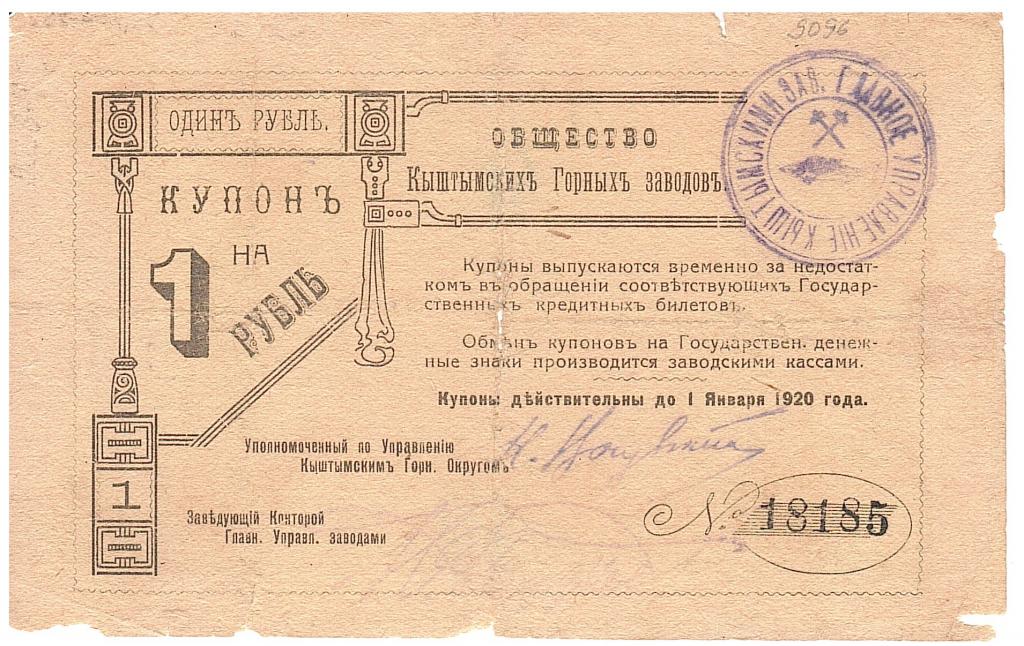 9096
ОДИНЪ РУБЛЬ.
КУПОНЪ
НА
1
РУБЛЬ
ОБЩЕСТВО
Кыштымскихъ Горныхъ заводовъ.
ГЛАВНОЕ УПРАВЛЕНІЕ КЫШТЫМСКИМИ ЗАВ.
Купоны выпускаются временно за недостат-
комъ въ обращеніи соотвѣтствующихъ Государ-
ственныхъ кредитныхъ билетовъ.
Обмѣнъ купоновъ на Государствен. денеж-
ные знаки производится заводскими кассами.
Купоны дѣйствительны до 1 Января 1920 года.
Уполномоченный по Управленію
Кыштымскимъ Горн. Округомъ
1
Завѣдующій Конторой
Главн. Управл. заводами
№ 18185